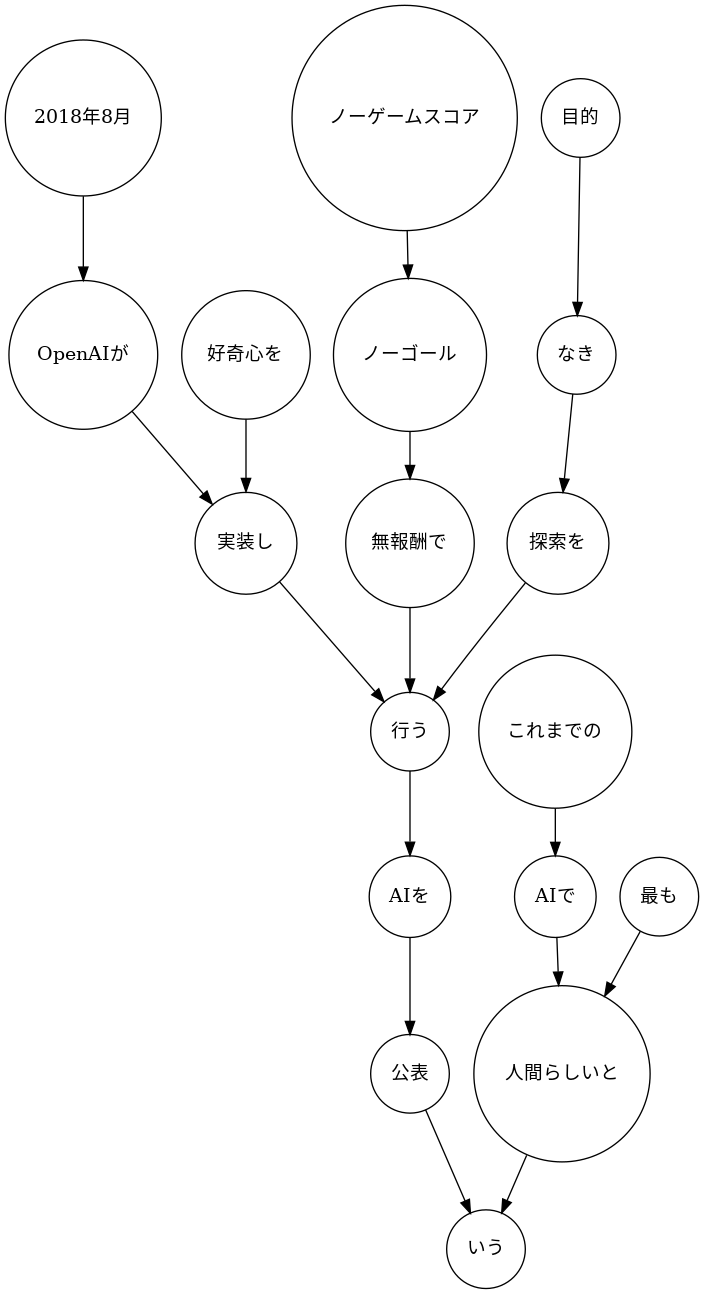 2018年8月
ノーゲームスコア
目的
OpenAIが
好奇心を
ノーゴール
なき
実装し
無報酬で
探索を
行う
これまでの
AIを
AIで
最も
公表
人間らしいと
いう